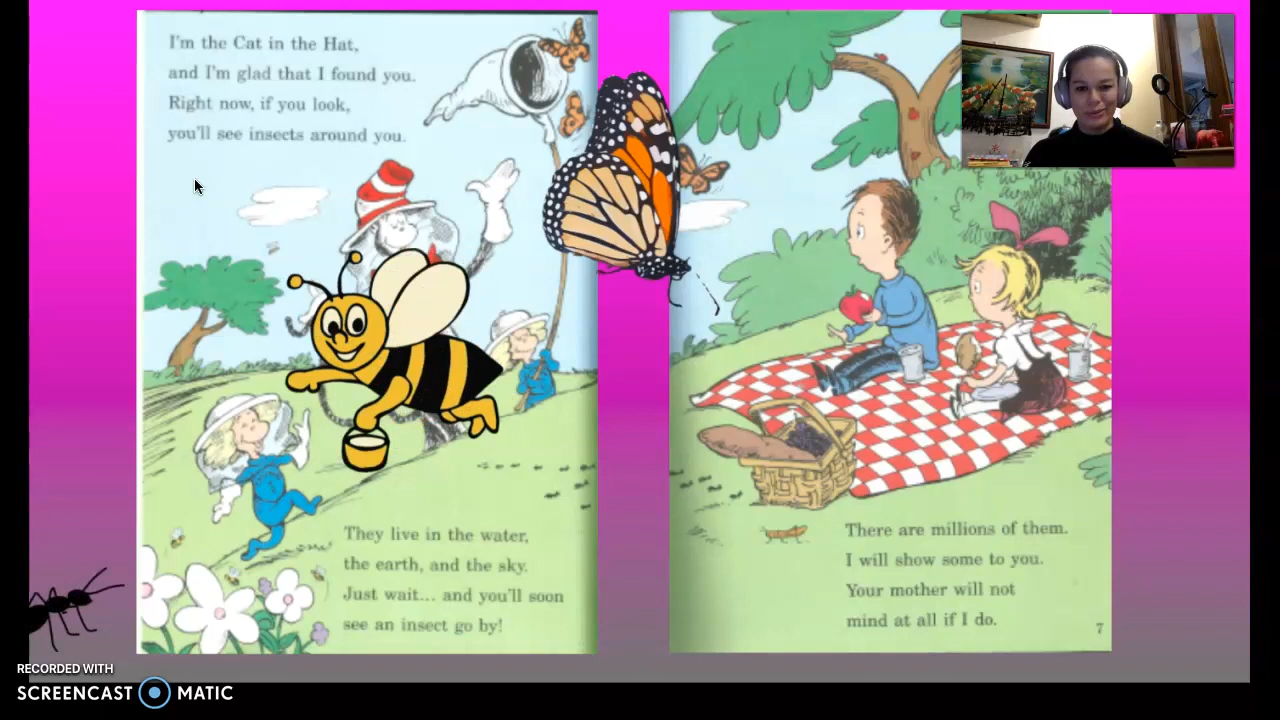 I'm the Cat in the Hat,
and I'm glad that I found you.
Right now, if you look,
you'll see insects around you.
They live in the water,
the earth, and the sky.
Just wait... and you'll soon
see an insect go by!
There are millions of them.
I will show some to you.
Your mother will not
mind at all if I do.
7
RECORDED WITH
SCREENCAST MATIC